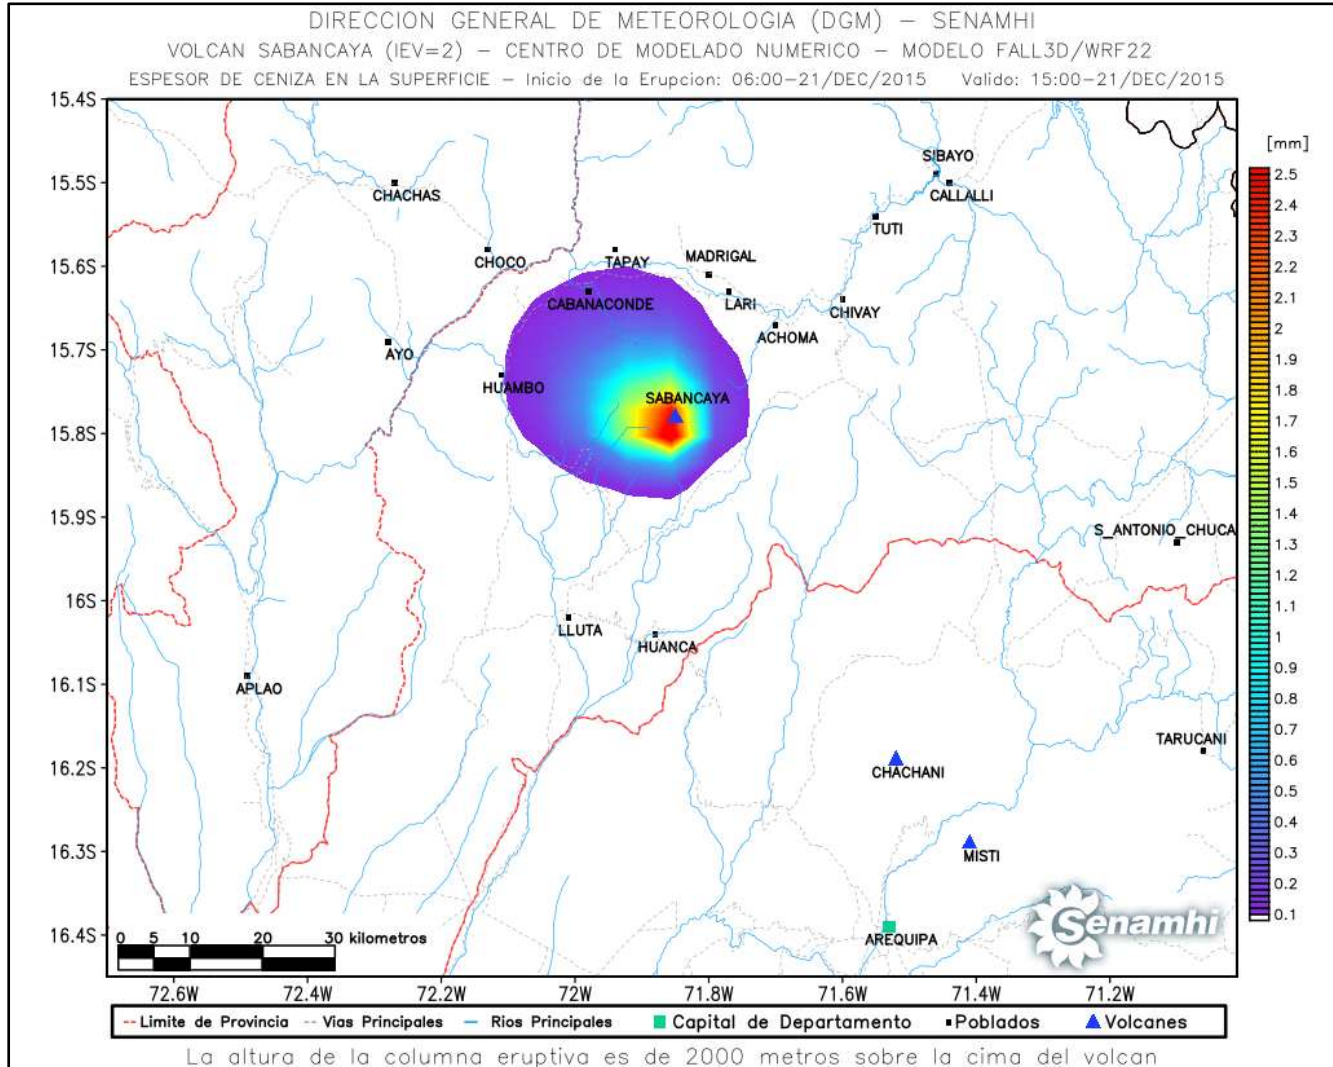 DIRECCION GENERAL DE METEOROLOGIA (DGM) – SENAMHI
VOLCAN SABANCAYA (IEV=2) – CENTRO DE MODELADO NUMERICO – MODELO FALL3D/WRF22
ESPESOR DE CENIZA EN LA SUPERFICIE – Inicio de la Erupcion: 06:00–21/DEC/2015 Valido: 15:00–21/DEC/2015
15.4S
[mm]
SIBAYO
2.5
15.5S
CHACHAS
CALLALLI
2.4
2.3
TUTI
2.2
CHOCO
TAPAY
MADRIGAL
15.6S
2.1
CABANACONDE
LARI
CHIVAY
2
ACHOMA
15.7S
AYO
1.9
HUAMBO
1.8
SABANCAYA
1.7
15.8S
1.6
1.5
15.9S
1.4
S_ANTONIO_CHUCA
1.3
1.2
16S
1.1
LLUTA
HUANCA
1
0.9
16.1S
APLAO
0.8
0.7
TARUCANI
16.2S
CHACHANI
0.6
0.5
0.4
16.3S
MISTI
0.3
0.2
0.1
Senamhi
16.4S
0 5 10 20 30 kilometros
AREQUIPA
72.6W 72.4W 72.2W 72W 71.8W 71.6W 71.4W 71.2W
Limite de Provincia Vias Principales Rios Principales Capital de Departamento Poblados Volcanes
La altura de la columna eruptiva es de 2000 metros sobre la cima del volcan